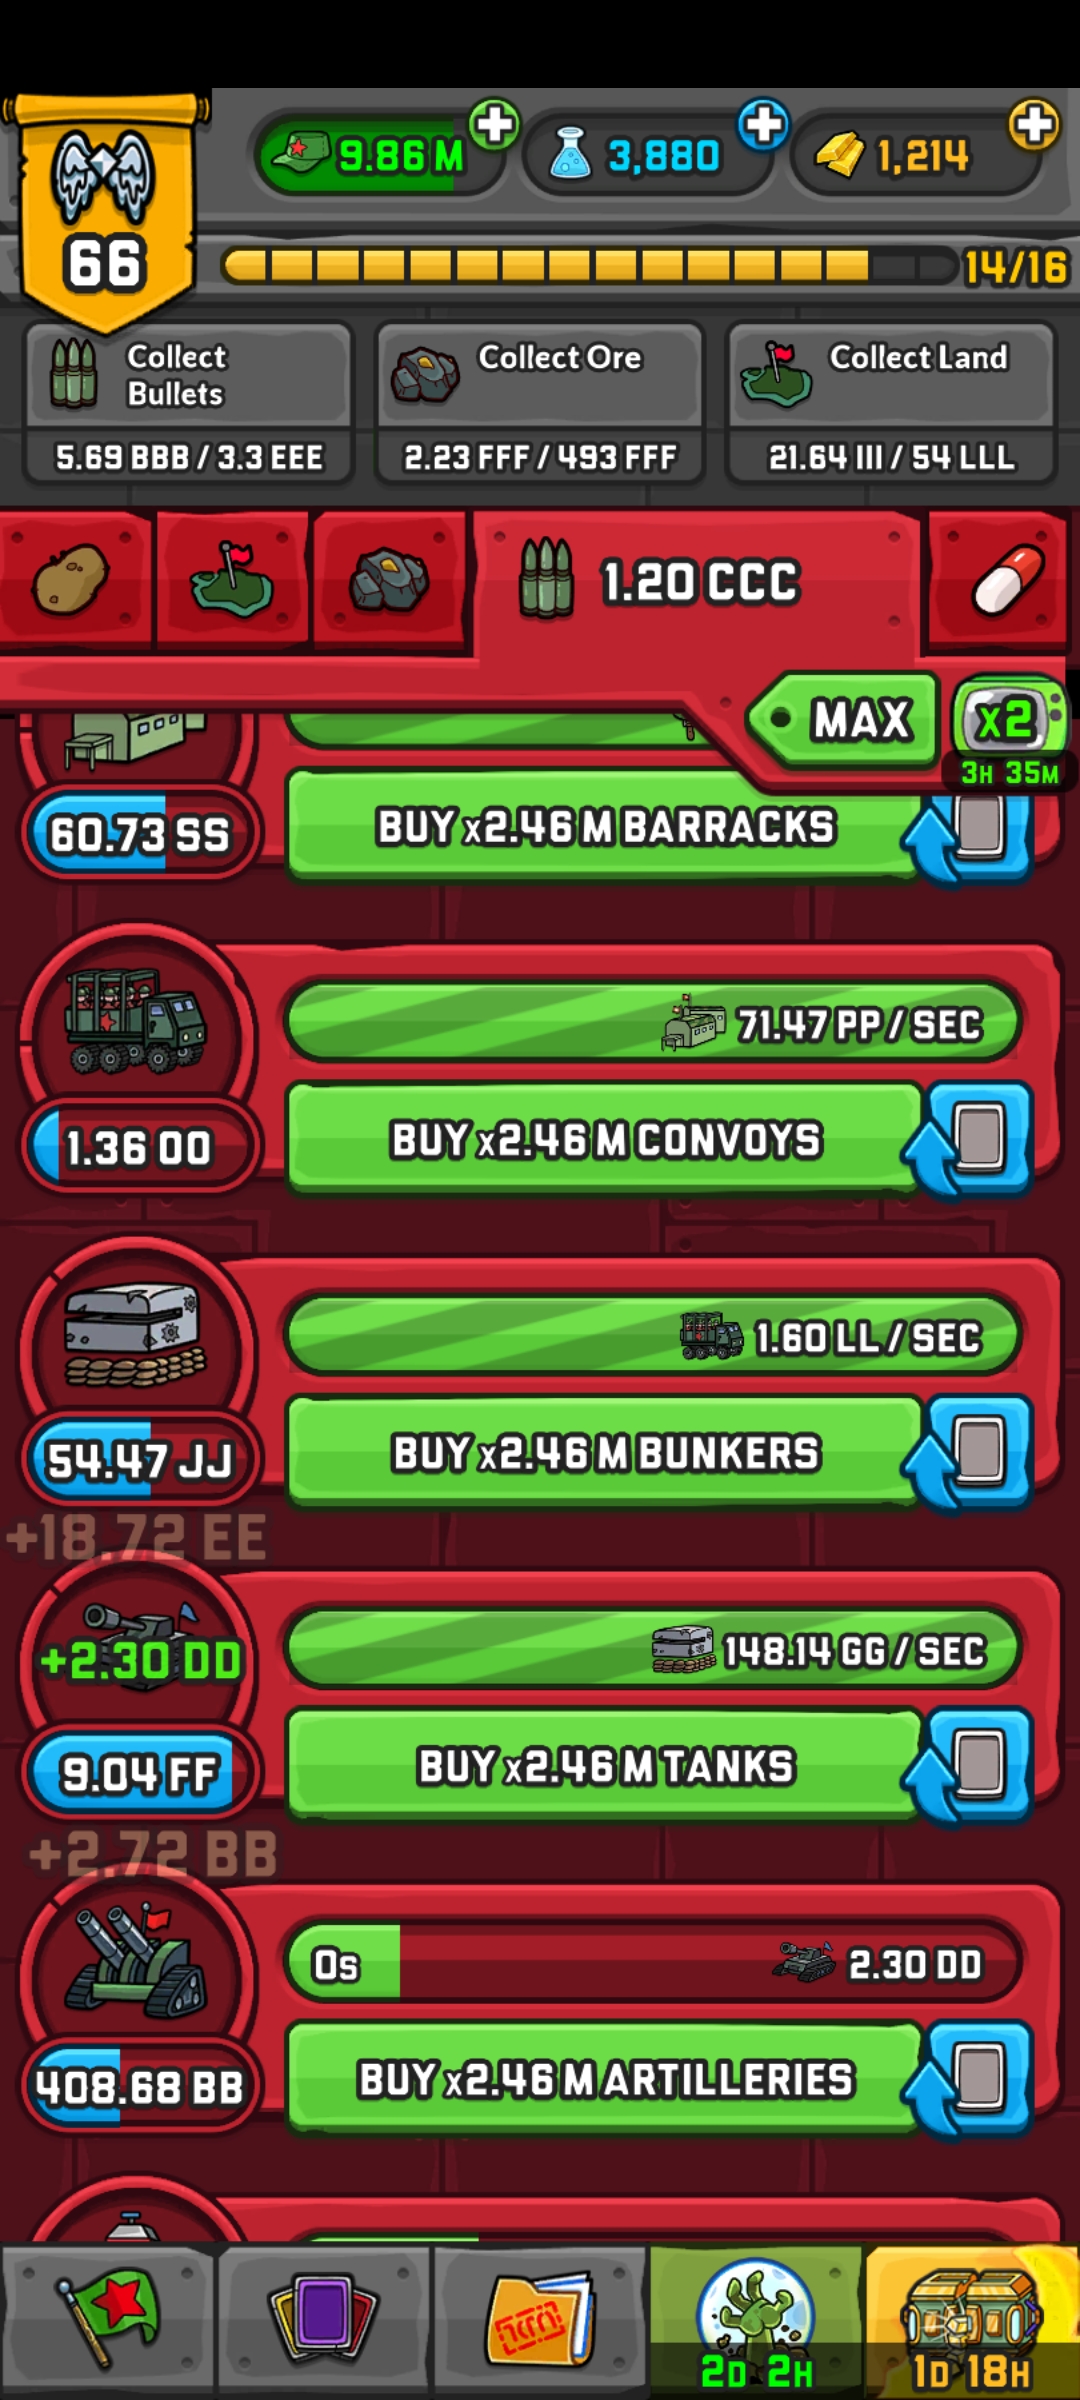 9.86 M
3,880
1,214
66
14/16
Collect
Bullets
Collect Ore
Collect Land
5.69 BBB / 3.3 EEE
2.23 FFF / 493 FFF
21.64 III / 54 LLL
1.20 CCC
MAX
x2
3H 35M
60.73 SS
BUY x2.46 M BARRACKS
71.47 PP / SEC
1.36 OO
BUY x2.46 M CONVOYS
1.60 LL / SEC
54.47 JJ
BUY x2.46 M BUNKERS
+18.72 EE
+2.30 DD
148.14 GG / SEC
9.04 FF
BUY x2.46 M TANKS
+2.72 BB
0s
2.30 DD
408.68 BB
BUY x2.46 M ARTILLERIES
2D 2H
1D 18H